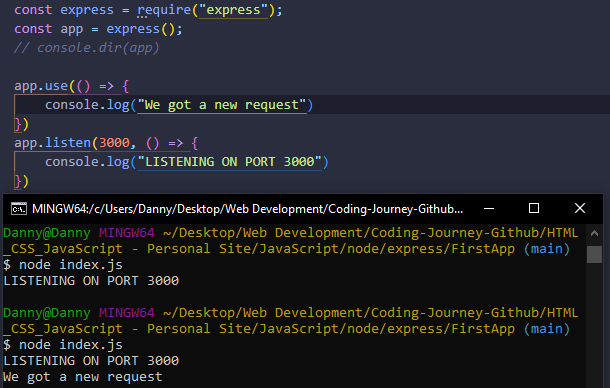 const express = require("express");
const app = express();
// console.dir(app)
app.use(() => {
    console.log("We got a new request")
})
app.listen(3000, () => {
    console.log("LISTENING ON PORT 3000")
})
MINGW64:/c/Users/Danny/Desktop/Web Development/Coding-Journey-Github...
Danny@Danny MINGW64 ~/Desktop/Web Development/Coding-Journey-Github/HTML
_CSS_JavaScript - Personal Site/JavaScript/node/express/FirstApp (main)
$ node index.js
LISTENING ON PORT 3000
Danny@Danny MINGW64 ~/Desktop/Web Development/Coding-Journey-Github/HTML
_CSS_JavaScript - Personal Site/JavaScript/node/express/FirstApp (main)
$ node index.js
LISTENING ON PORT 3000
We got a new request